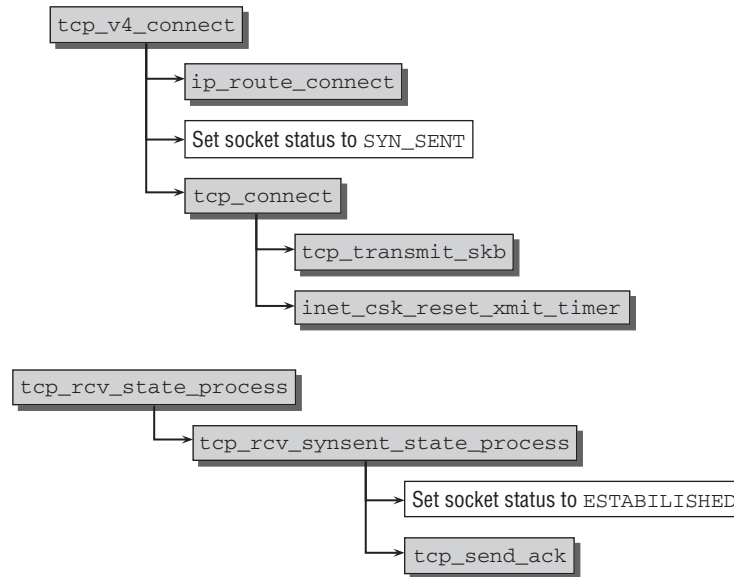 tcp_v4_connect
ip_route_connect
Set socket status to SYN_SENT
tcp_connect
tcp_transmit_skb
inet_csk_reset_xmit_timer
tcp_rcv_state_process
tcp_rcv_synsent_state_process
Set socket status to ESTABILISHED
tcp_send_ack